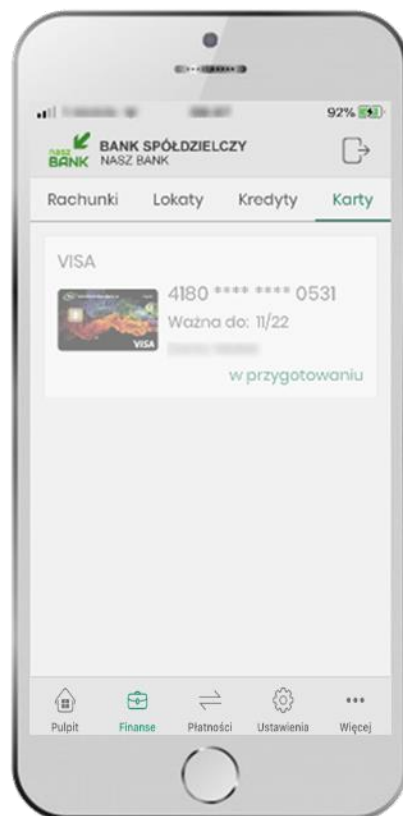 92%
nasz
BANK
BANK SPÓŁDZIELCZY
NASZ BANK
Rachunki Lokaty Kredyty Karty
VISA
4180 **** **** 0531
Ważna do: 11/22
VISA
w przygotowaniu
Pulpit Finanse Płatności Ustawienia Więcej